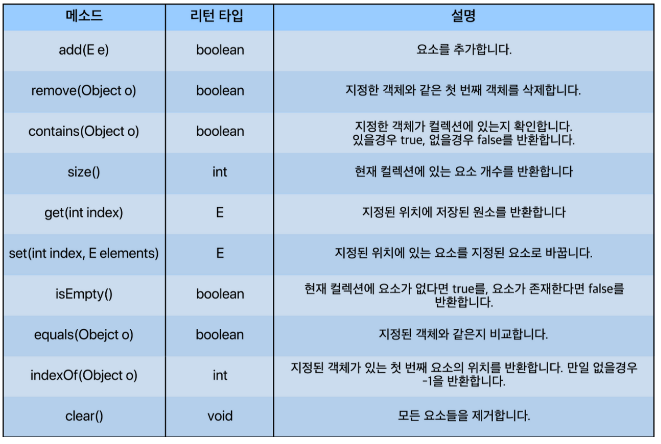 메소드 리턴 타입 설명
add(E e) boolean 요소를 추가합니다.
remove(Object o) boolean 지정한 객체와 같은 첫 번째 객체를 삭제합니다.
contains(Object o) boolean 지정한 객체가 컬렉션에 있는지 확인합니다.
있을경우 true, 없을경우 false를 반환합니다.
size() int 현재 컬렉션에 있는 요소 개수를 반환합니다
get(int index) E 지정된 위치에 저장된 원소를 반환합니다
set(int index, E elements) E 지정된 위치에 있는 요소를 지정된 요소로 바꿉니다.
isEmpty() boolean 현재 컬렉션에 요소가 없다면 true를, 요소가 존재한다면 false를
반환합니다.
equals(Obejct o) boolean 지정된 객체와 같은지 비교합니다.
indexOf(Object o) int 지정된 객체가 있는 첫 번째 요소의 위치를 반환합니다. 만일 없을경우
-1을 반환합니다.
clear() void 모든 요소들을 제거합니다.